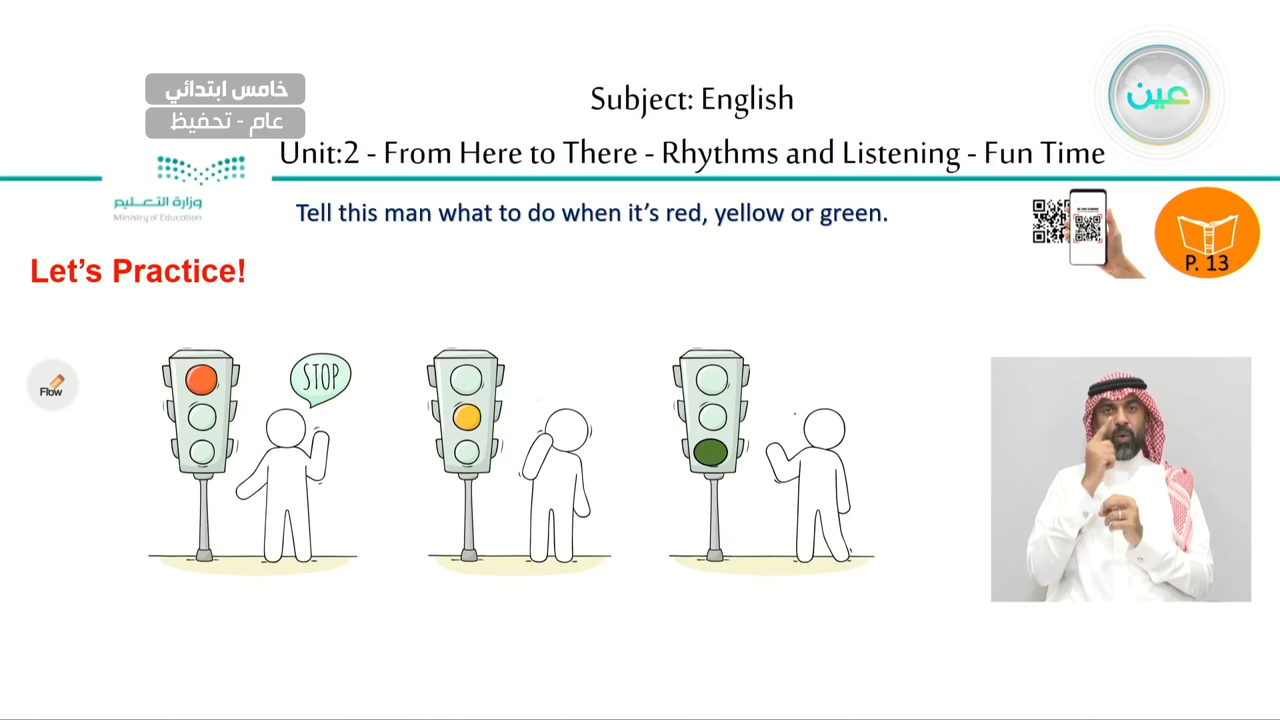 خامس ابتدائي
عام - تحفيظ
عين
Subject: English
Unit:2 - From Here to There - Rhythms and Listening - Fun Time
وزارة التعليم
Ministry of Education
Tell this man what to do when it's red, yellow or green.
P. 13
Let's Practice!
Flow
STOP